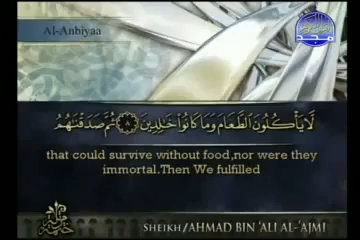 Al-Anbiyaa
لَّا يَأْكُلُونَ الطَّعَامَ وَمَا كَانُوا خَالِدِينَ ﴿٨﴾ ثُمَّ صَدَقْنَاهُمُ
that could survive without food,nor were they
immortal.Then We fulfilled
SHEIKH/AHMAD BIN 'ALI AL-'AJMI